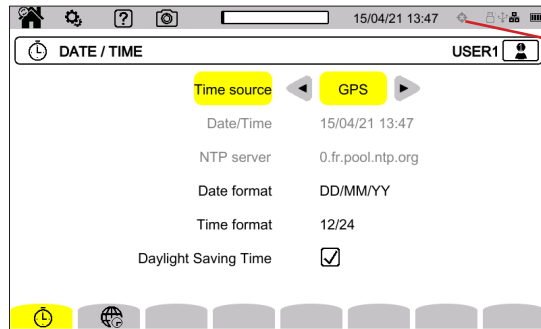 15/04/21 13:47
DATE / TIME USER1
Time source GPS
Date/Time 15/04/21 13:47
NTP server 0.fr.pool.ntp.org
Date format DD/MM/YY
Time format 12/24
Daylight Saving Time